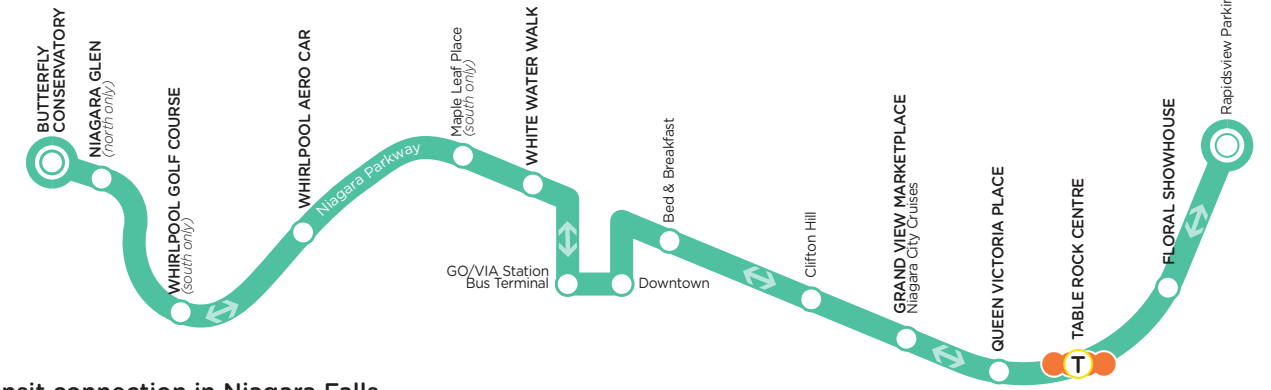 BUTTERFLY
CONSERVATORY
NIAGARA GLEN
(north only)
WHIRLPOOL GOLF COURSE
(south only)
WHIRLPOOL AERO CAR
Niagara Parkway
Maple Leaf Place
(south only)
WHITE WATER WALK
GO/VIA Station
Bus Terminal
Downtown
Bed & Breakfast
Clifton Hill
GRAND VIEW MARKETPLACE
Niagara City Cruises
QUEEN VICTORIA PLACE
TABLE ROCK CENTRE
T
FLORAL SHOWHOUSE
Rapidsview
connection in Niagara Falls